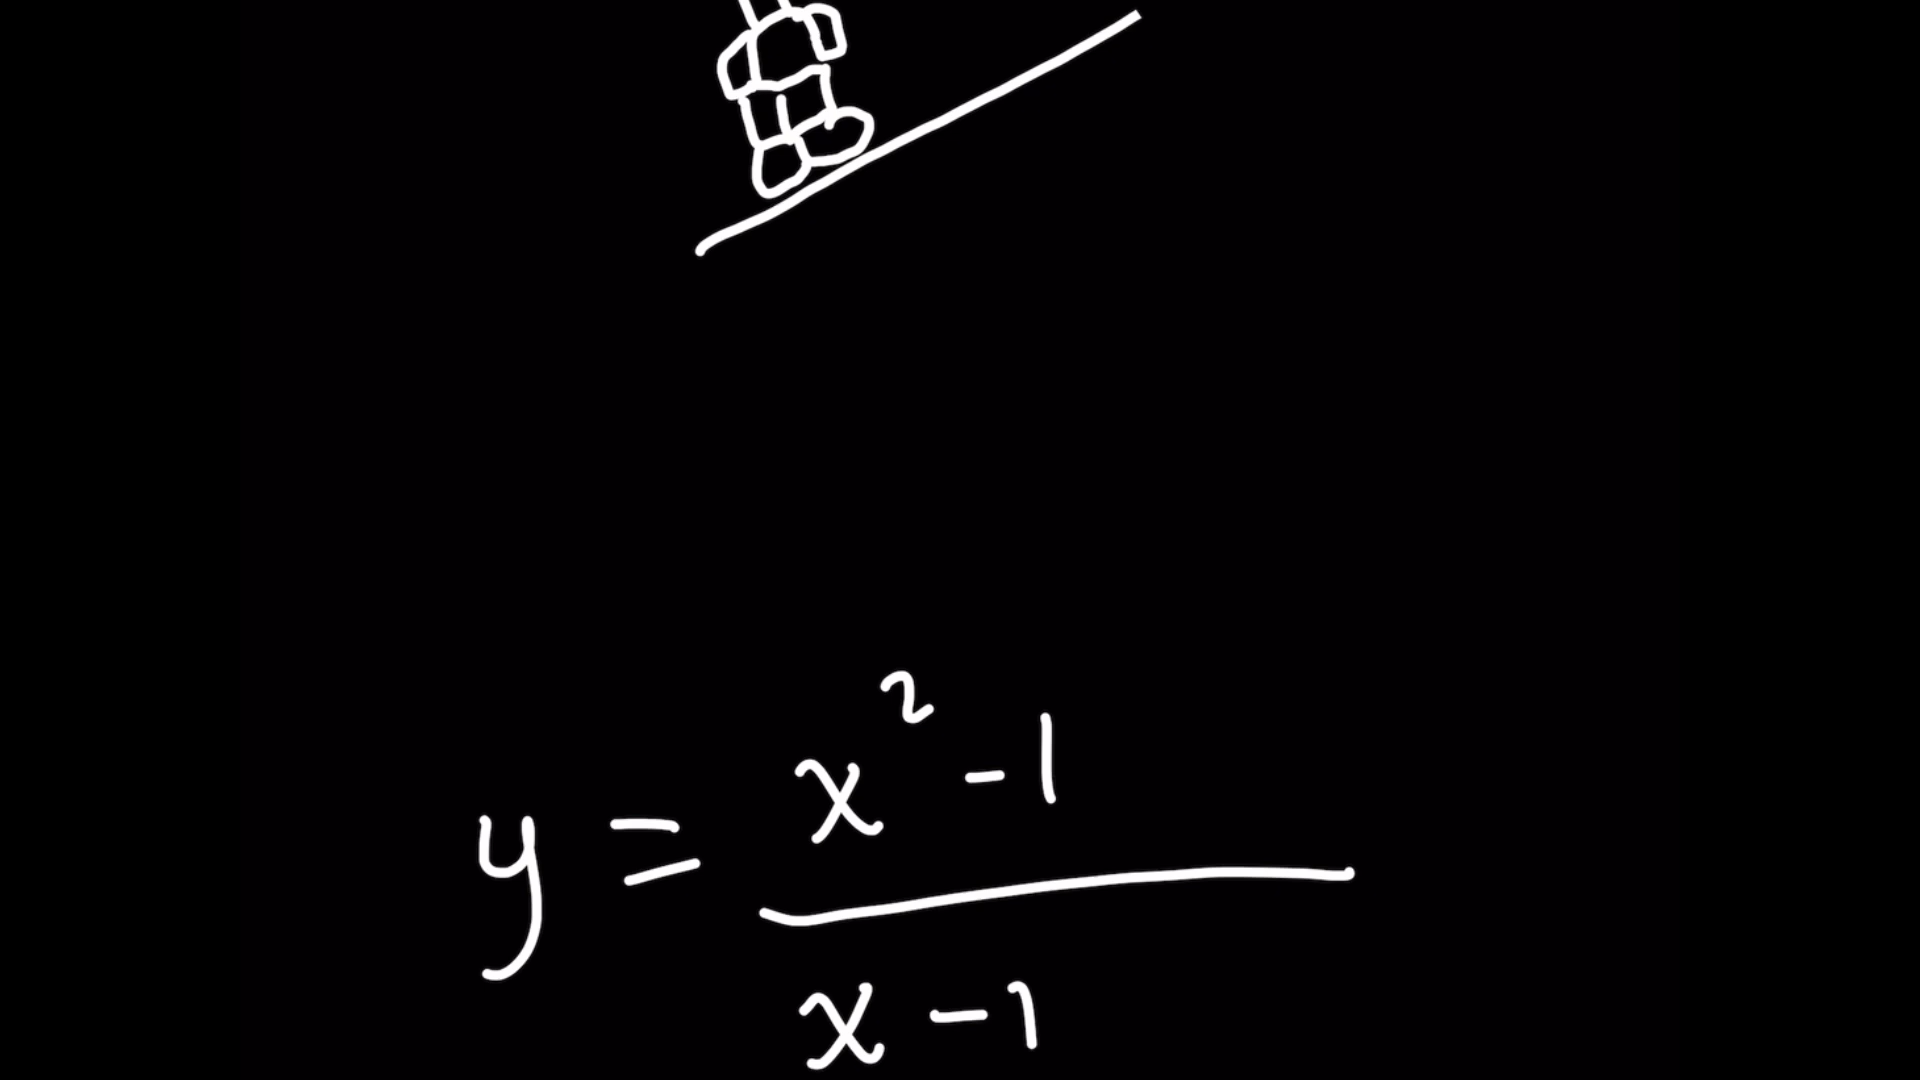 y = x² - 1
x - 1